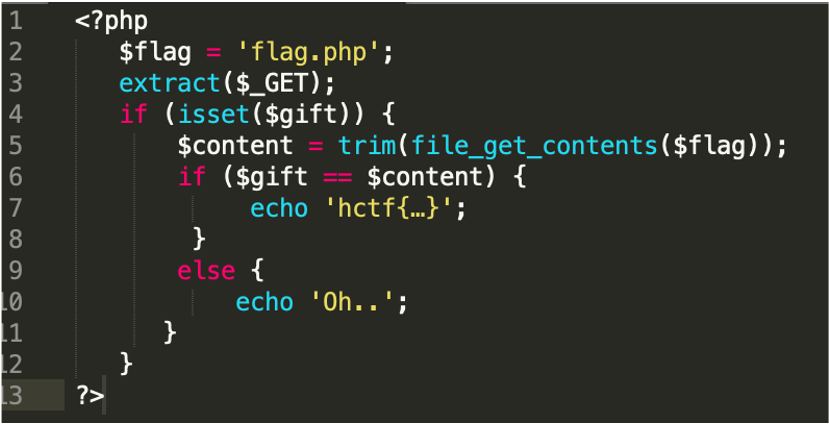 1 <?php
2 $flag = 'flag.php';
3 extract($_GET);
4 if (isset($gift)) {
5 $content = trim(file_get_contents($flag));
6 if ($gift == $content) {
7 echo 'hctf{…}';
8 }
9 else {
10 echo 'Oh..';
11 }
12 }
13 ?>